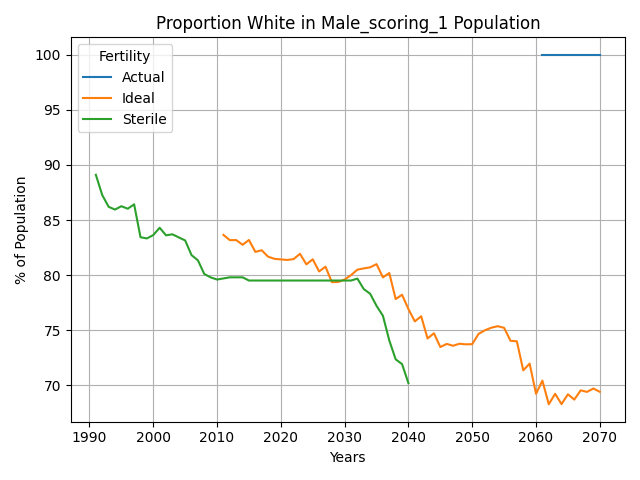 Proportion White in Male_scoring_1 Population
Fertility
Actual
Ideal
Sterile
% of Population
100
95
90
85
80
75
70
1990
2000
2010
2020
2030
2040
2050
2060
2070
Years